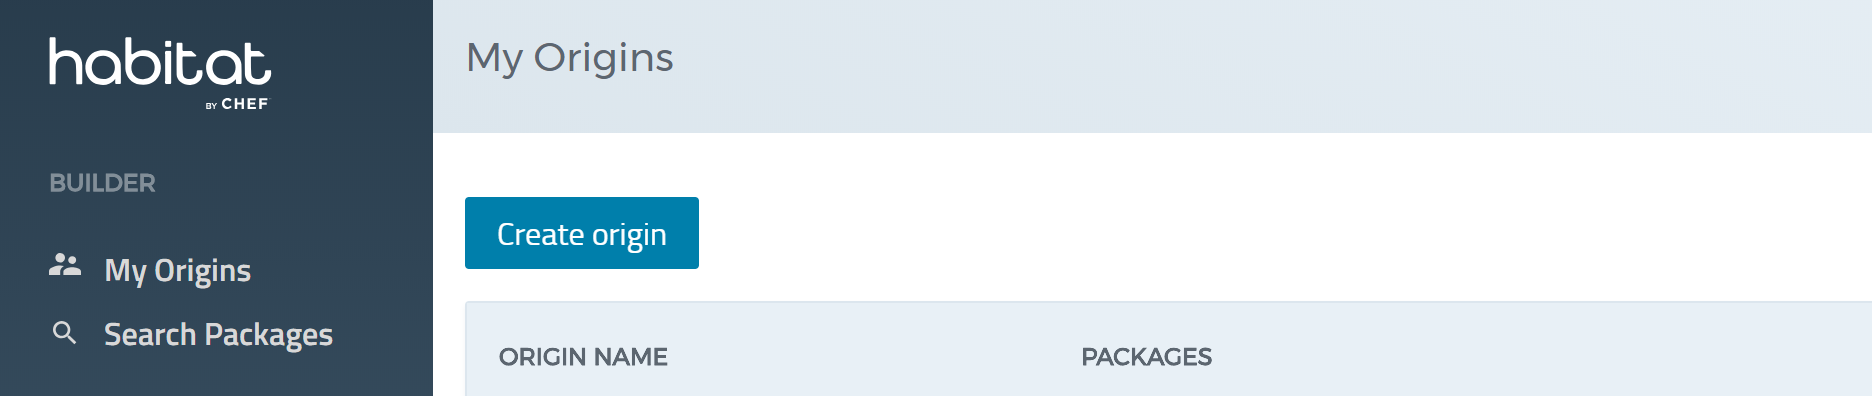 habitat
BY CHEF
BUILDER
My Origins
Search Packages
My Origins
Create origin
ORIGIN NAME
PACKAGES